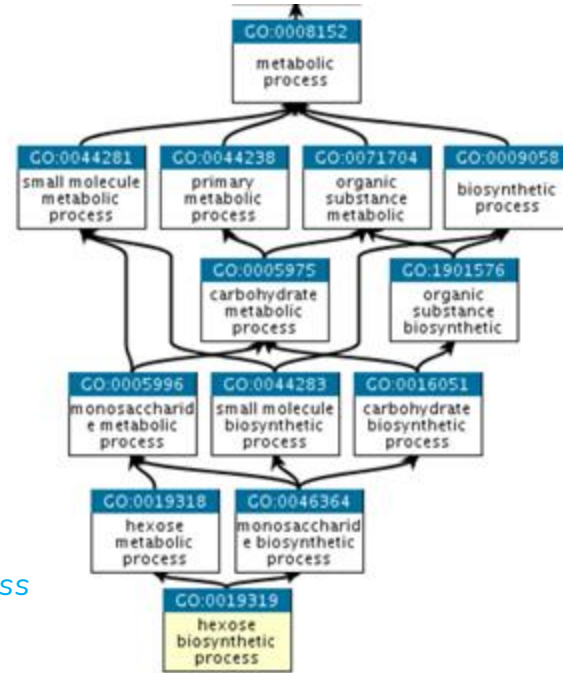 GO:0008152
metabolic
process
GO:0044281
small molecule
metabolic
process
GO:0044238
primary
metabolic
process
GO:0071704
organic
substance
metabolic
GO:0009058
biosynthetic
process
GO:0005975
carbohydrate
metabolic
process
GO:1901576
organic
substance
biosynthetic
GO:0005996
monosaccharid
e metabolic
process
GO:0044283
small molecule
biosynthetic
process
GO:0016051
carbohydrate
biosynthetic
process
GO:0019318
hexose
metabolic
process
GO:0046364
monosaccharid
e biosynthetic
process
ss
GO:0019319
hexose
biosynthetic
process